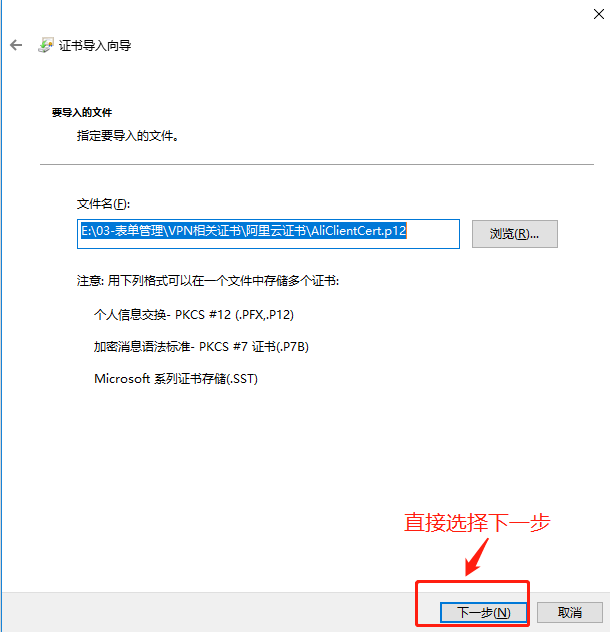 证书导入向导
要导入的文件
指定要导入的文件。
文件名(F):
E:\03-表单管理\VPN相关证书\阿里云证书\AliClientCert.p12
浏览(R)...
注意: 用下列格式可以在一个文件中存储多个证书:
个人信息交换- PKCS #12 (.PFX,.P12)
加密消息语法标准- PKCS #7 证书(.P7B)
Microsoft 系列证书存储(.SST)
直接选择下一步
下一步(N)
取消